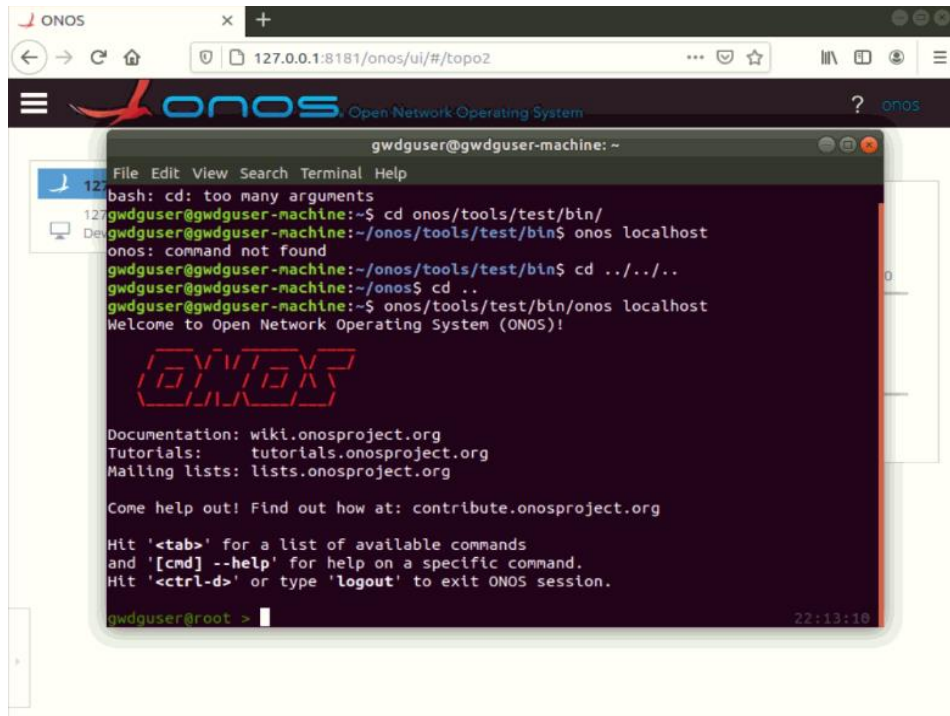 ONOS
127.0.0.1:8181/onos/ui/#/topo2
onos. Open Network Operating System
? onos
gwdguser@gwdguser-machine: ~
File Edit View Search Terminal Help
bash: cd: too many arguments
gwdguser@gwdguser-machine:~$ cd onos/tools/test/bin/
gwdguser@gwdguser-machine:~/onos/tools/test/bin$ onos localhost
onos: command not found
gwdguser@gwdguser-machine:~/onos/tools/test/bin$ cd ../../..
gwdguser@gwdguser-machine:~/onos$ cd ..
gwdguser@gwdguser-machine:~$ onos/tools/test/bin/onos localhost
Welcome to Open Network Operating System (ONOS)!
ONOS
Documentation: wiki.onosproject.org
Tutorials: tutorials.onosproject.org
Mailing lists: lists.onosproject.org
Come help out! Find out how at: contribute.onosproject.org
Hit '<tab>' for a list of available commands
and '[cmd] --help' for help on a specific command.
Hit '<ctrl-d>' or type 'logout' to exit ONOS session.
gwdguser@root > 22:13:10
127
127
De
0